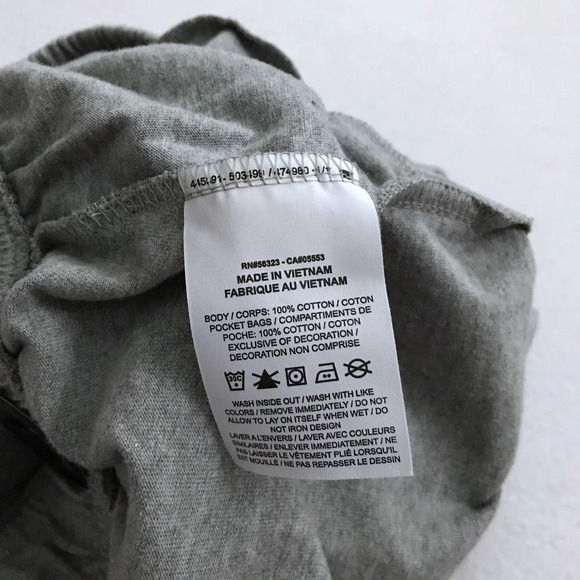 RN#56323 - CA#05553
MADE IN VIETNAM
FABRIQUE AU VIETNAM
BODY / CORPS: 100% COTTON / COTON
POCKET BAGS / COMPARTIMENTS DE
POCHE: 100% COTTON / COTON
EXCLUSIVE OF DECORATION /
DECORATION NON COMPRISE
30C
WASH INSIDE OUT / WASH WITH LIKE
COLORS / REMOVE IMMEDIATELY / DO NOT
ALLOW TO LAY ON ITSELF WHEN WET / DO
NOT IRON DESIGN
LAVER A L'ENVERS / LAVER AVEC COULEURS
SIMILAIRES / ENLEVER IMMEDIATEMENT / NE
PAS LAISSER LE VÊTEMENT PLIÉ LORSQU'IL
EST MOUILLÉ / NE PAS REPASSER LE DESSIN